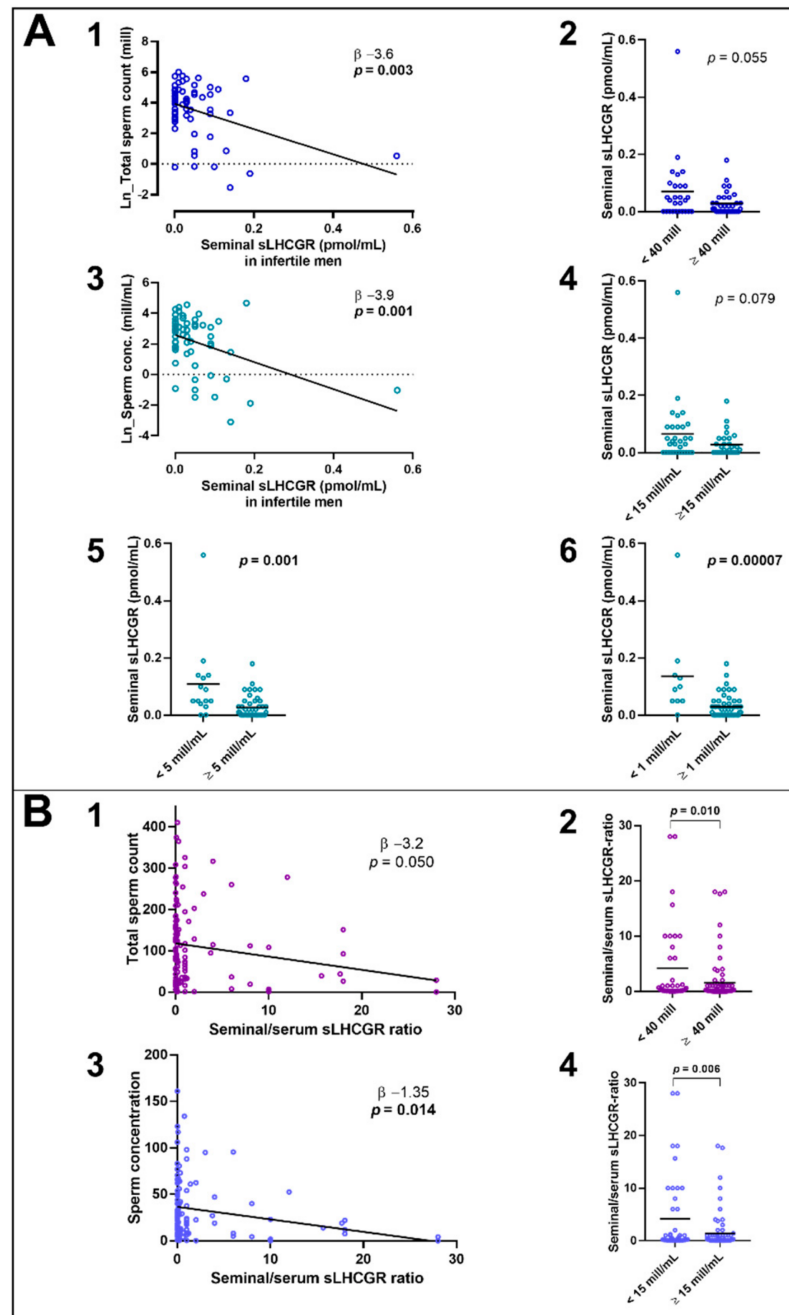 A
1
Ln_Total sperm count (mill)
8
6
4
2
0
-2
β −3.6
p = 0.003
0.0 0.2 0.4 0.6
Seminal sLHCGR (pmol/mL)
in infertile men
2
Seminal sLHCGR (pmol/mL)
0.6
0.4
0.2
0.0
p = 0.055
< 40 mill
≥ 40 mill
3
Ln_Sperm conc. (mill/mL)
6
4
2
0
-2
-4
β −3.9
p = 0.001
0.0 0.2 0.4 0.6
Seminal sLHCGR (pmol/mL)
in infertile men
4
Seminal sLHCGR (pmol/mL)
0.6
0.4
0.2
0.0
p = 0.079
< 15 mill/mL
≥15 mill/mL
5
Seminal sLHCGR (pmol/mL)
0.6
0.4
0.2
0.0
p = 0.001
< 5 mill/mL
≥ 5 mill/mL
6
Seminal sLHCGR (pmol/mL)
0.6
0.4
0.2
0.0
p = 0.00007
< 1 mill/mL
≥ 1 mill/mL
B
1
Total sperm count
400
300
200
100
0
β −3.2
p = 0.050
0 10 20 30
Seminal/serum sLHCGR ratio
2
Seminal/serum sLHCGR-ratio
30
20
10
0
p = 0.010
< 40 mill
≥ 40 mill
3
Sperm concentration
200
150
100
50
0
β −1.35
p = 0.014
0 10 20 30
Seminal/serum sLHCGR ratio
4
Seminal/serum sLHCGR-ratio
30
20
10
0
p = 0.006
< 15 mill/mL
≥ 15 mill/mL